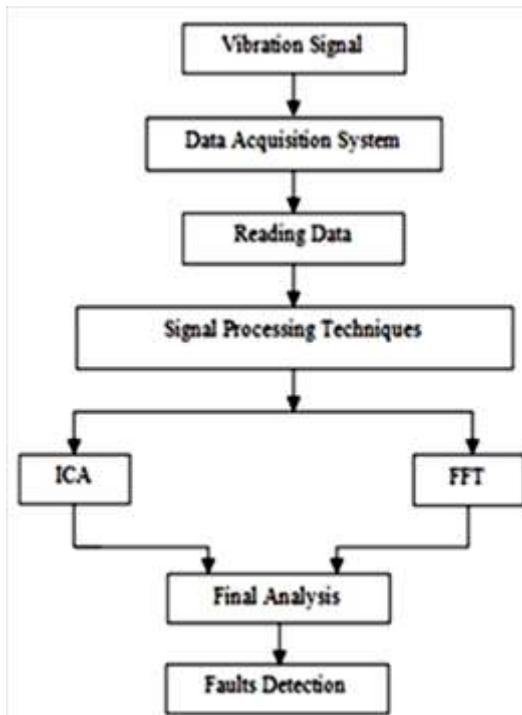 Vibration Signal
Data Acquisition System
Reading Data
Signal Processing Techniques
ICA
FFT
Final Analysis
Faults Detection